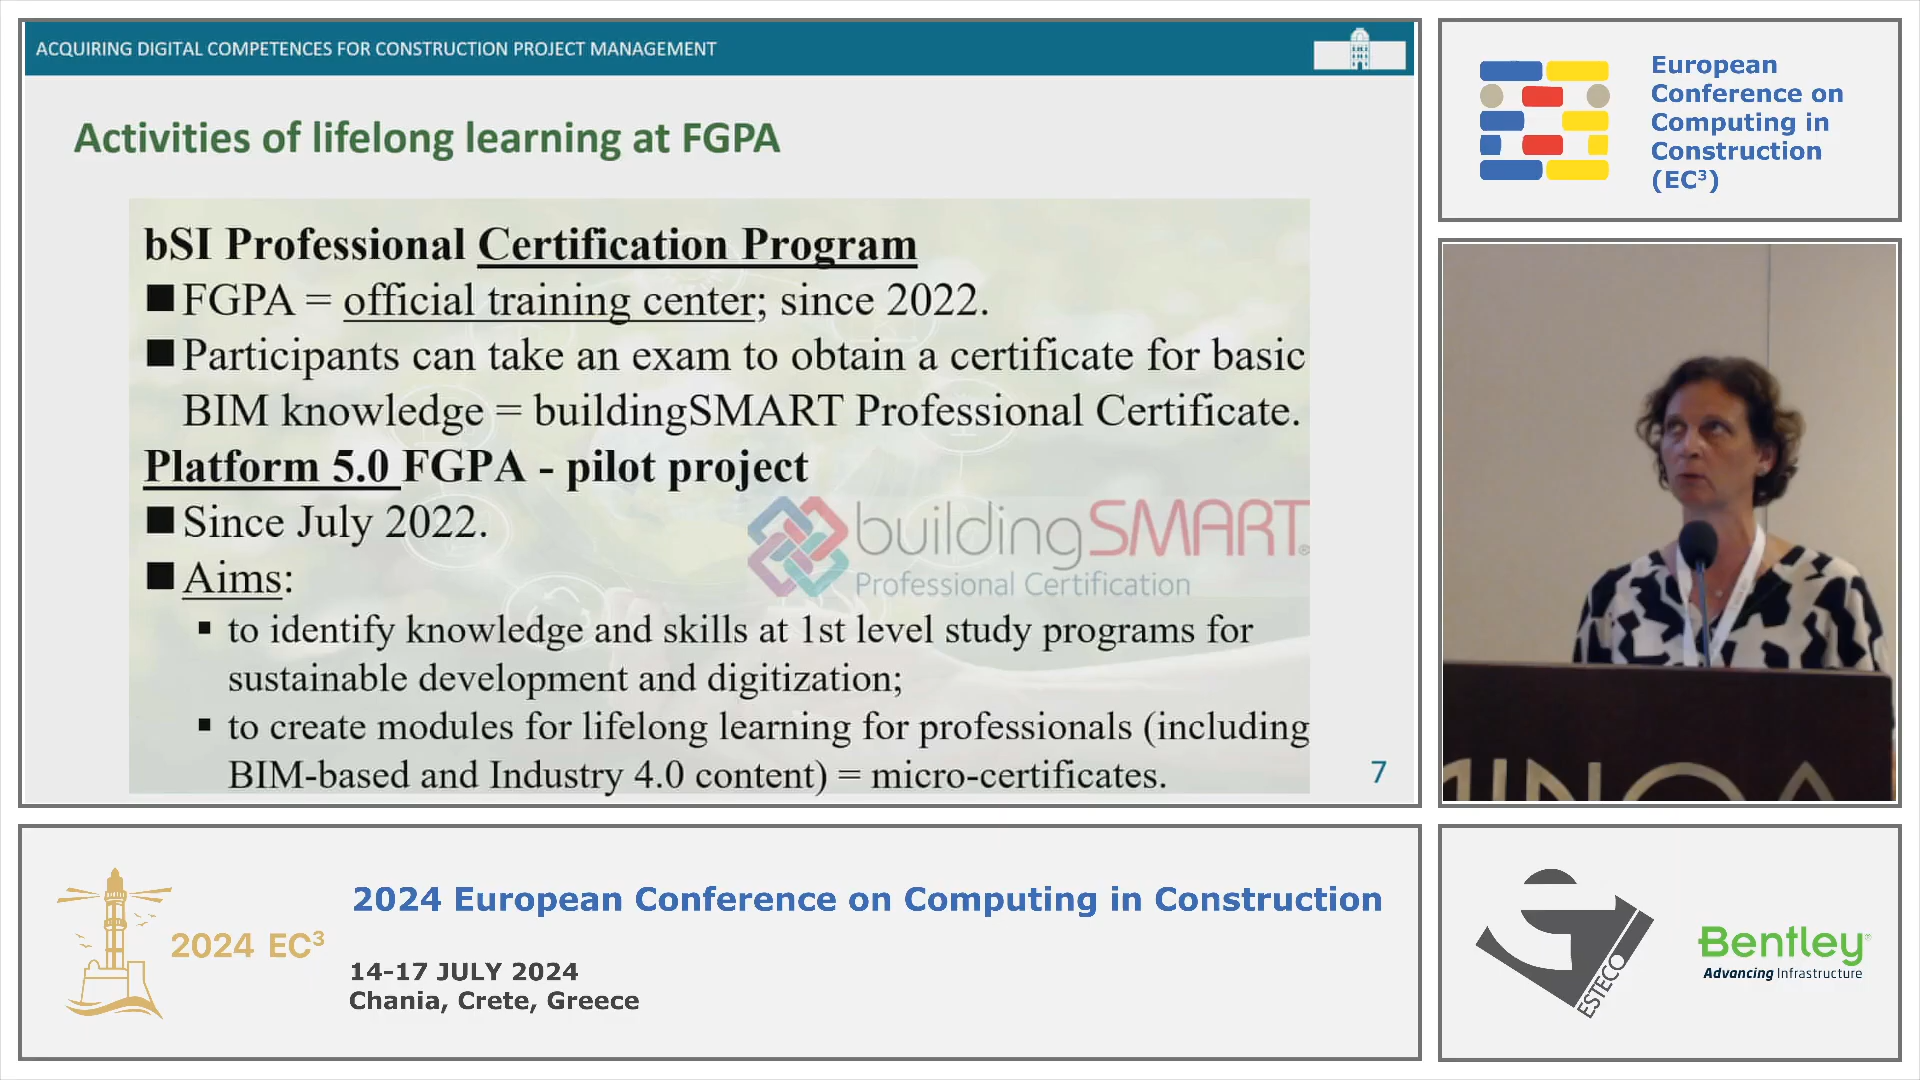 ACQUIRING DIGITAL COMPETENCES FOR CONSTRUCTION PROJECT MANAGEMENT
Activities of lifelong learning at FGPA
bSI Professional Certification Program
■ FGPA = official training center; since 2022.
■ Participants can take an exam to obtain a certificate for basic
BIM knowledge = buildingSMART Professional Certificate.
Platform 5.0 FGPA - pilot project
■ Since July 2022.
■ Aims:
▪ to identify knowledge and skills at 1st level study programs for
sustainable development and digitization;
▪ to create modules for lifelong learning for professionals (including
BIM-based and Industry 4.0 content) = micro-certificates.
buildingSMART®
Professional Certification
7
European
Conference on
Computing in
Construction
(EC³)
MINOA
2024 EC³
2024 European Conference on Computing in Construction
14-17 JULY 2024
Chania, Crete, Greece
ESTECO
Bentley®
Advancing Infrastructure